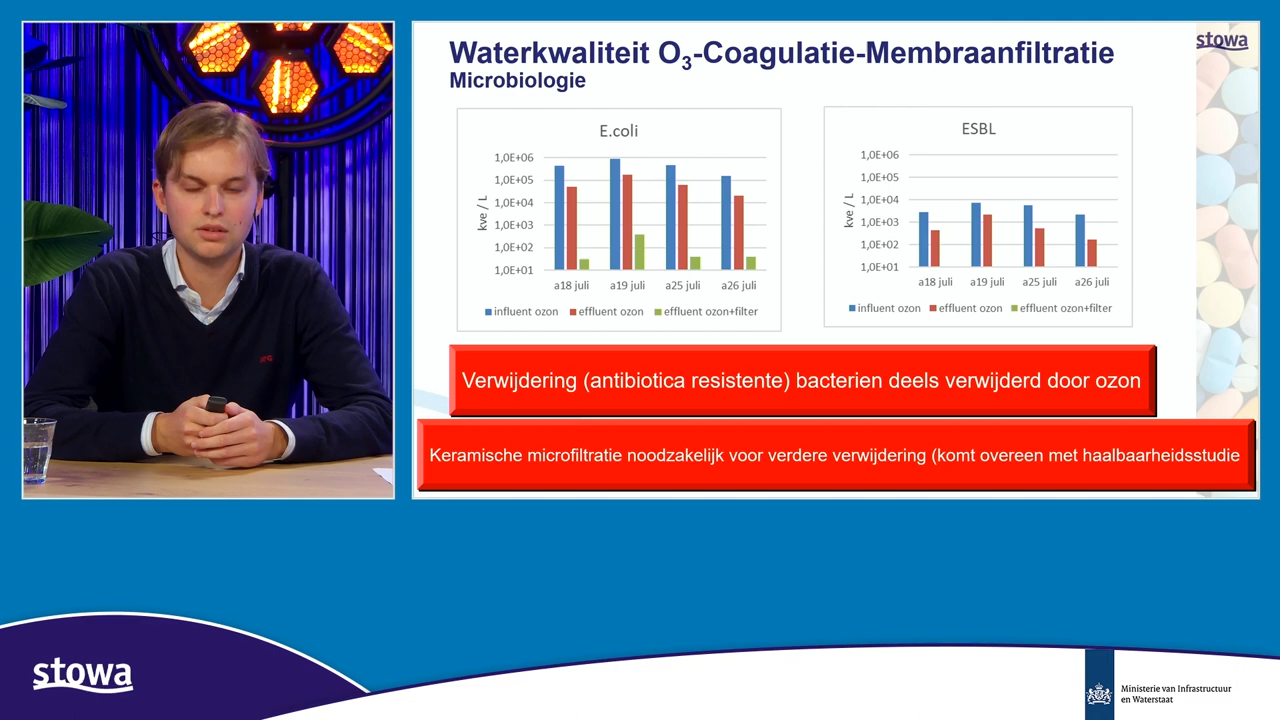 Waterkwaliteit O3-Coagulatie-Membraanfiltratie
Microbiologie
stowa
E.coli
1,0E+06
1,0E+05
1,0E+04
1,0E+03
1,0E+02
1,0E+01
kve / L
a18 juli a19 juli a25 juli a26 juli
influent ozon effluent ozon effluent ozon+filter
ESBL
1,0E+06
1,0E+05
1,0E+04
1,0E+03
1,0E+02
1,0E+01
kve / L
a18 juli a19 juli a25 juli a26 juli
influent ozon effluent ozon effluent ozon+filter
Verwijdering (antibiotica resistente) bacterien deels verwijderd door ozon
Keramische microfiltratie noodzakelijk voor verdere verwijdering (komt overeen met haalbaarheidsstudie
stowa
Ministerie van Infrastructuur
en Waterstaat